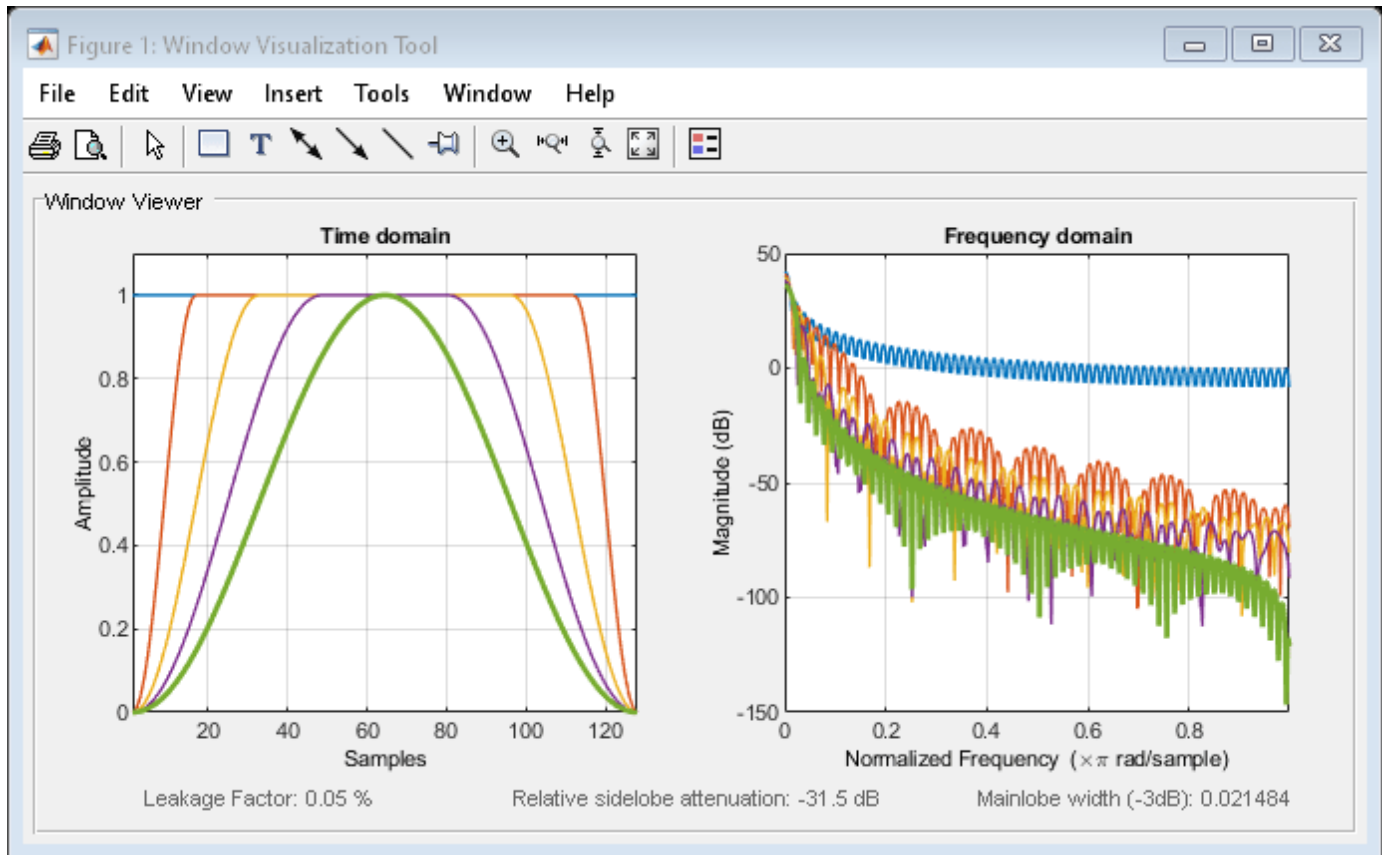 Figure 1: Window Visualization Tool
File Edit View Insert Tools Window Help
T
Window Viewer
Time domain
1
0.8
0.6
0.4
0.2
0
20 40 60 80 100 120
Amplitude
Samples
Frequency domain
50
0
-50
-100
-150
0 0.2 0.4 0.6 0.8
Magnitude (dB)
Normalized Frequency (×π rad/sample)
Leakage Factor: 0.05 % Relative sidelobe attenuation: -31.5 dB Mainlobe width (-3dB): 0.021484